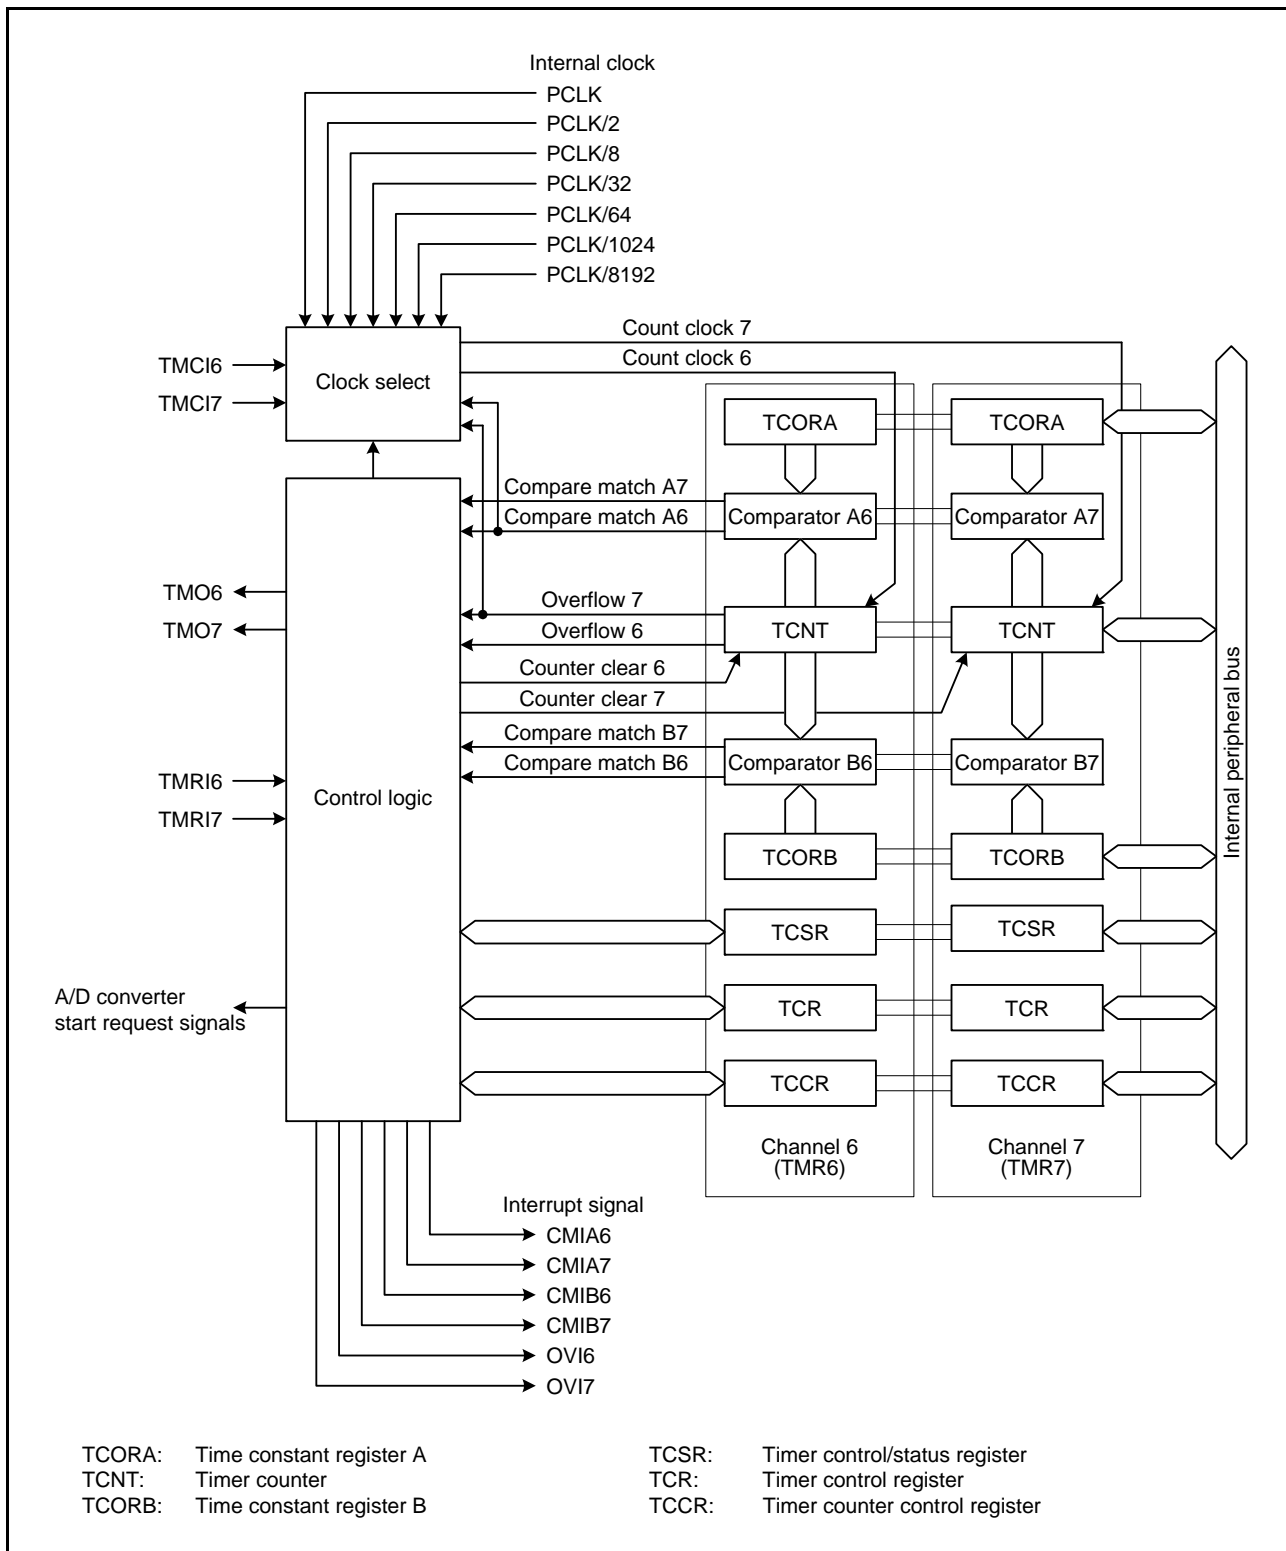 Internal clock
PCLK
PCLK/2
PCLK/8
PCLK/32
PCLK/64
PCLK/1024
PCLK/8192
Count clock 7
Count clock 6
TMCI6
TMCI7
Clock select
TCORA
TCORA
Compare match A7
Compare match A6
Comparator A6
Comparator A7
TMO6
TMO7
Overflow 7
Overflow 6
TCNT
TCNT
Counter clear 6
Counter clear 7
Compare match B7
Compare match B6
Comparator B6
Comparator B7
TMRI6
TMRI7
Control logic
Internal peripheral bus
TCORB
TCORB
TCSR
TCSR
A/D converter
start request signals
TCR
TCR
TCCR
TCCR
Channel 6
(TMR6)
Channel 7
(TMR7)
Interrupt signal
CMIA6
CMIA7
CMIB6
CMIB7
OVI6
OVI7
TCORA: Time constant register A
TCNT: Timer counter
TCORB: Time constant register B
TCSR: Timer control/status register
TCR: Timer control register
TCCR: Timer counter control register